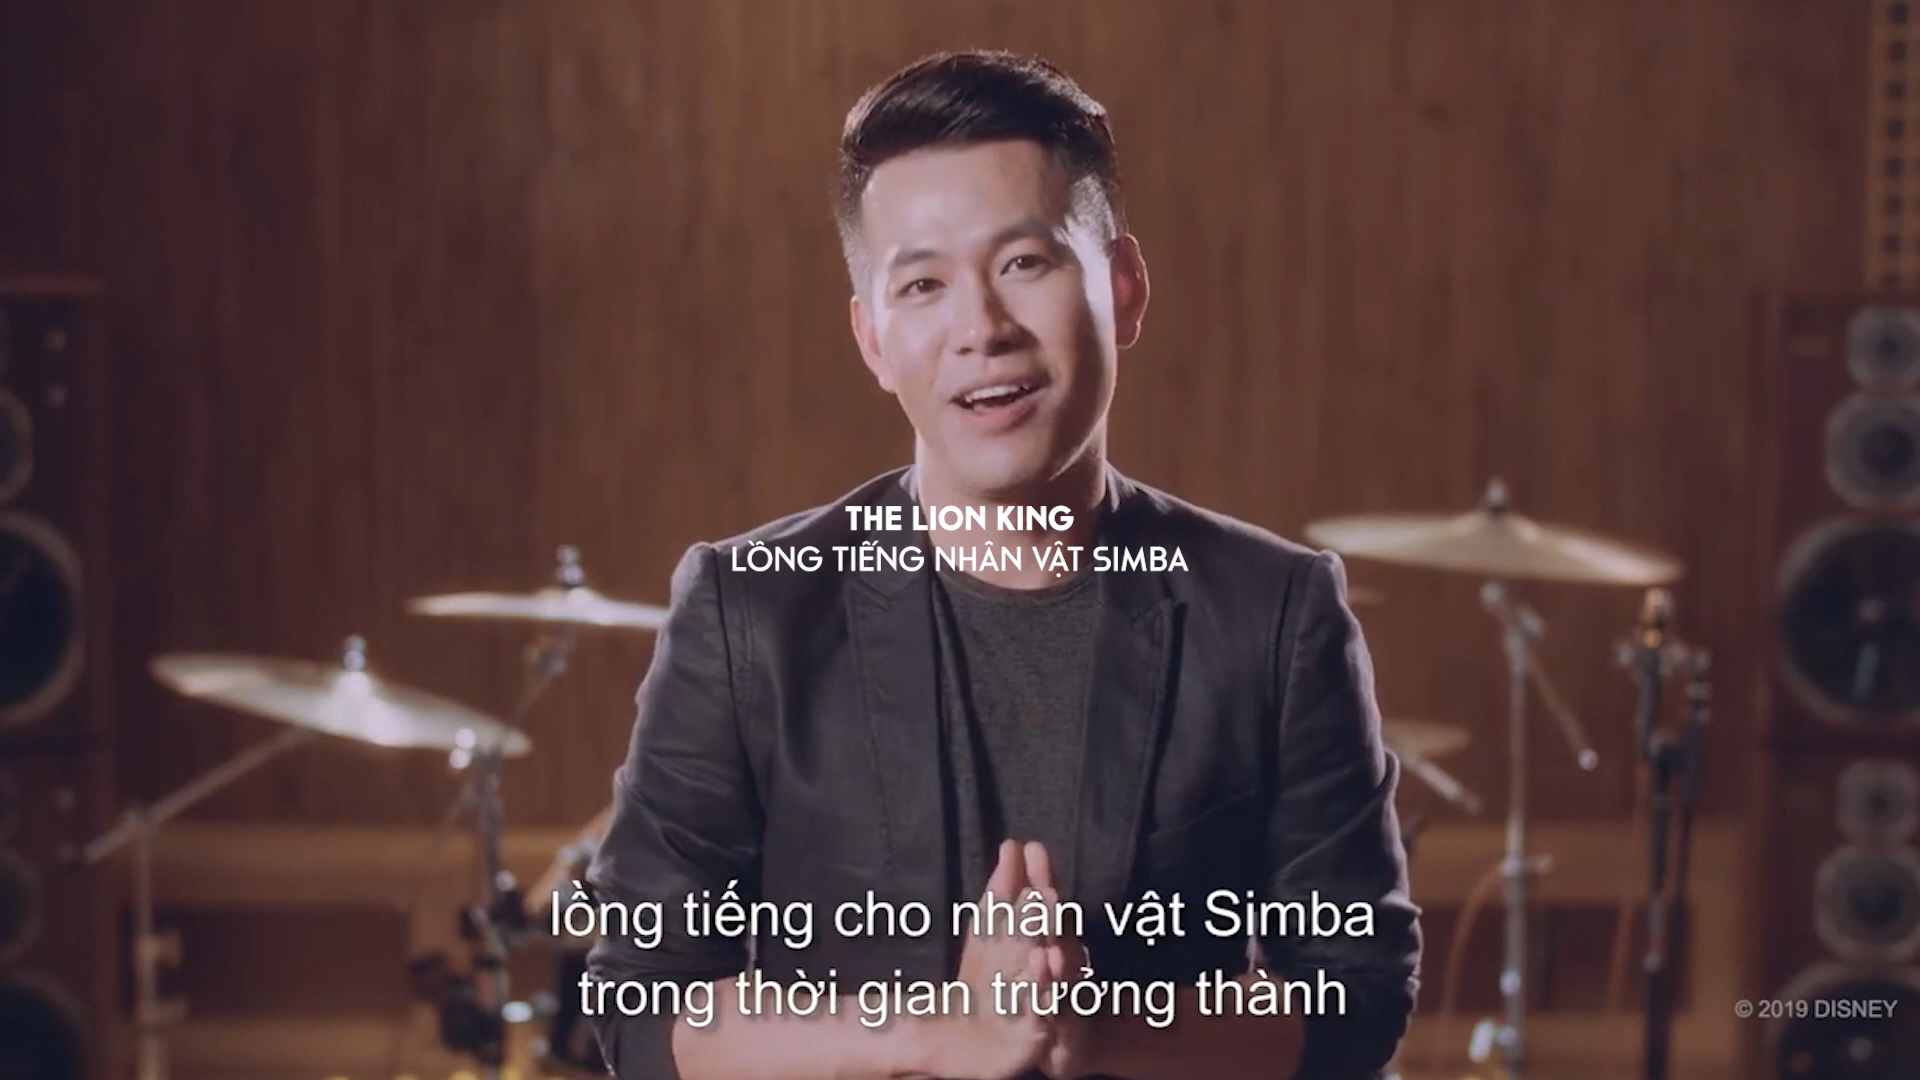 THE LION KING
LỒNG TIẾNG NHÂN VẬT SIMBA
lồng tiếng cho nhân vật Simba
trong thời gian trưởng thành
© 2019 DISNEY